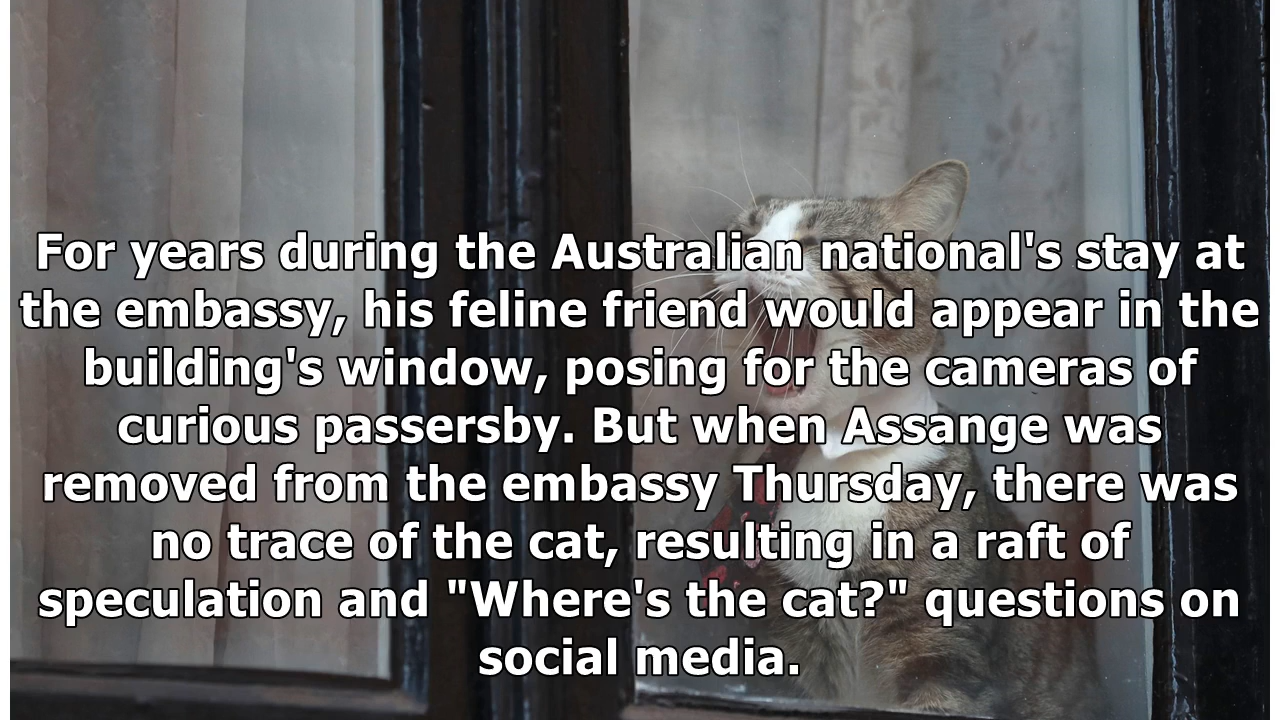 For years during the Australian national's stay at
the embassy, his feline friend would appear in the
building's window, posing for the cameras of
curious passersby. But when Assange was
removed from the embassy Thursday, there was
no trace of the cat, resulting in a raft of
speculation and "Where's the cat?" questions on
social media.